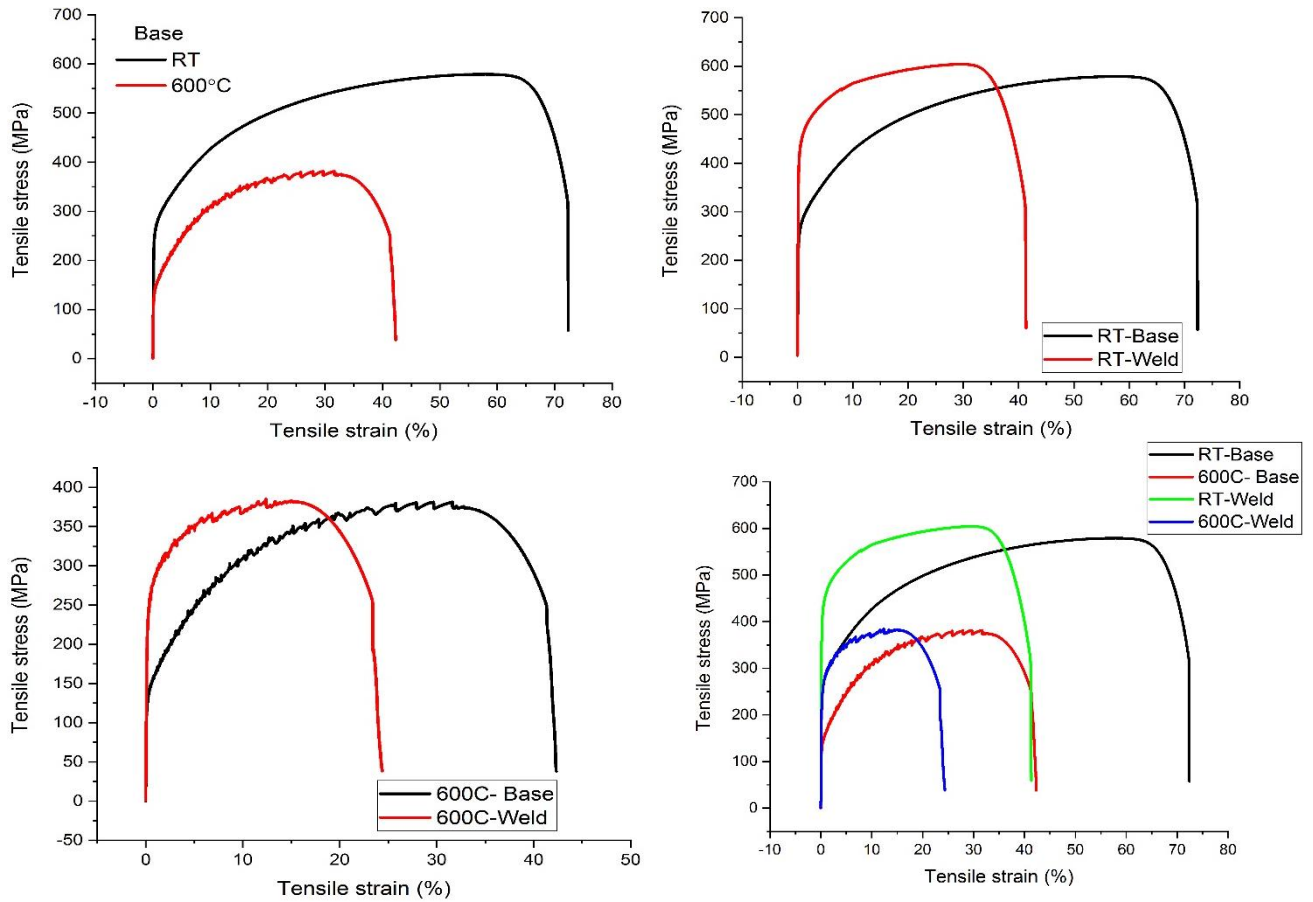 Base
RT
600°C
Tensile stress (MPa)
700
600
500
400
300
200
100
0
-10 0 10 20 30 40 50 60 70 80
Tensile strain (%)
Tensile stress (MPa)
700
600
500
400
300
200
100
0
-10 0 10 20 30 40 50 60 70 80
Tensile strain (%)
RT-Base
RT-Weld
Tensile stress (MPa)
400
350
300
250
200
150
100
50
0
-50
0 10 20 30 40 50
Tensile strain (%)
600C- Base
600C-Weld
RT-Base
600C- Base
RT-Weld
600C-Weld
Tensile stress (MPa)
700
600
500
400
300
200
100
0
-10 0 10 20 30 40 50 60 70 80
Tensile strain (%)